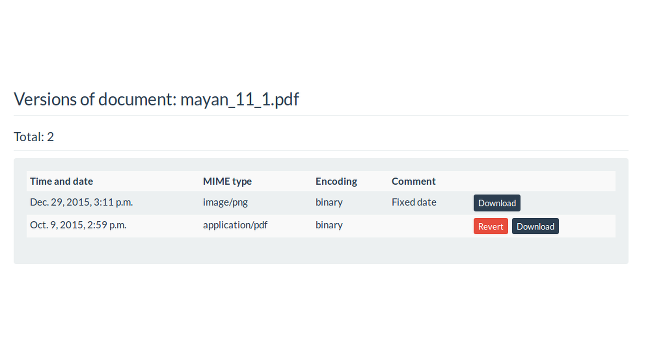 Versions of document: mayan_11_1.pdf
Total: 2
Time and date MIME type Encoding Comment
Dec. 29, 2015, 3:11 p.m. image/png binary Fixed date Download
Oct. 9, 2015, 2:59 p.m. application/pdf binary Revert Download